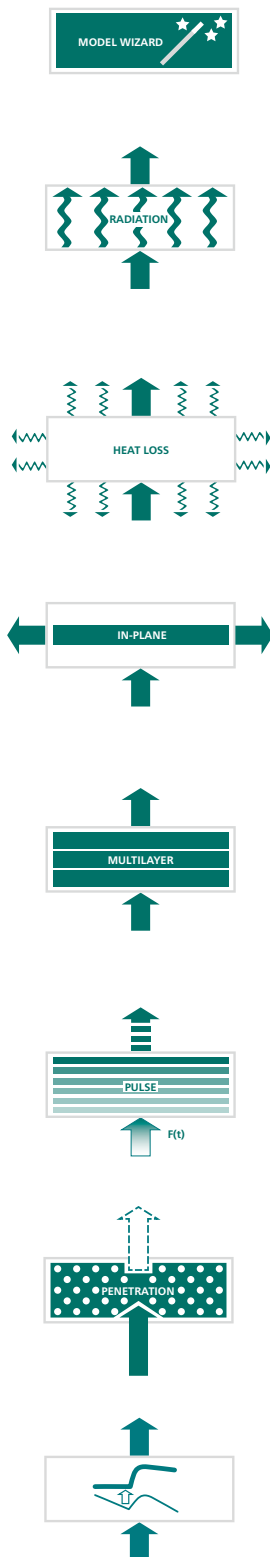 MODEL WIZARD
RADIATION
HEAT LOSS
IN-PLANE
MULTILAYER
PULSE
F(t)
PENETRATION